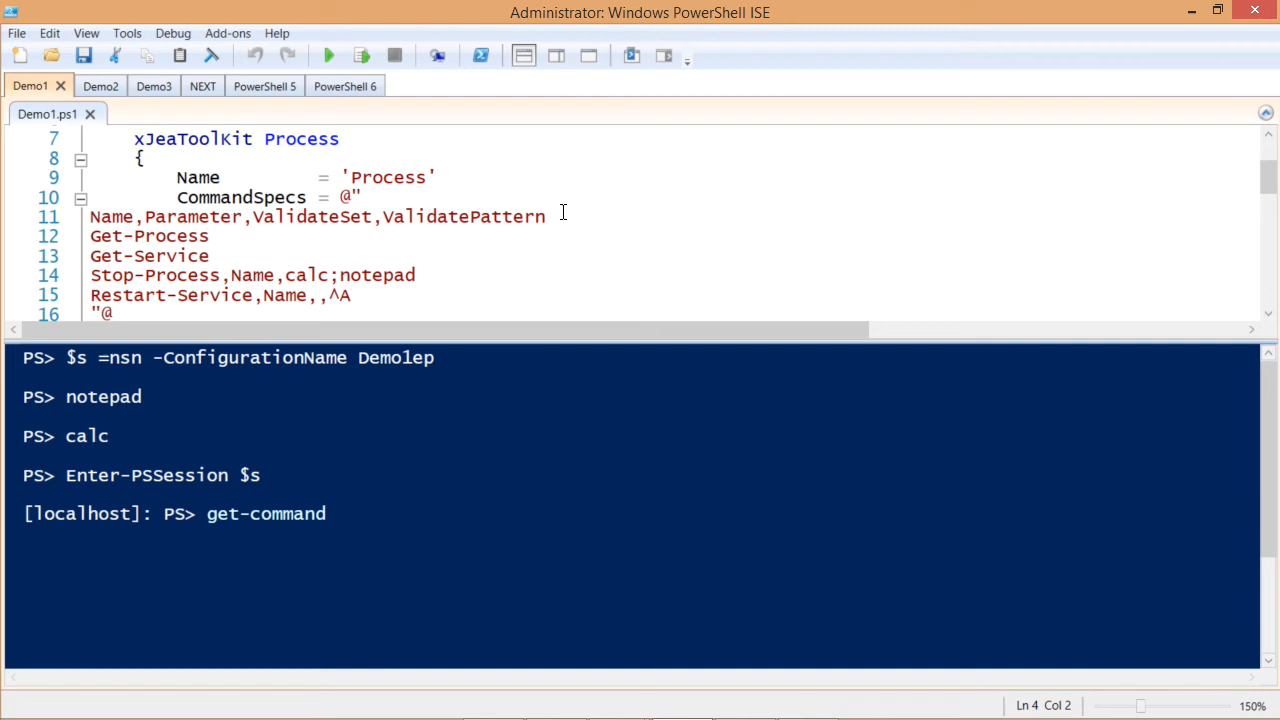 Administrator: Windows PowerShell ISE
File Edit View Tools Debug Add-ons Help
Demo1 Demo2 Demo3 NEXT PowerShell 5 PowerShell 6
Demo1.ps1
7 xJeaToolKit Process
8 {
9 Name = 'Process'
10 CommandSpecs = @"
11 Name,Parameter,ValidateSet,ValidatePattern
12 Get-Process
13 Get-Service
14 Stop-Process,Name,calc;notepad
15 Restart-Service,Name,,^A
16 "@
PS> $s =nsn -ConfigurationName Demo1ep
PS> notepad
PS> calc
PS> Enter-PSSession $s
[localhost]: PS> get-command
Ln 4 Col 2 150%